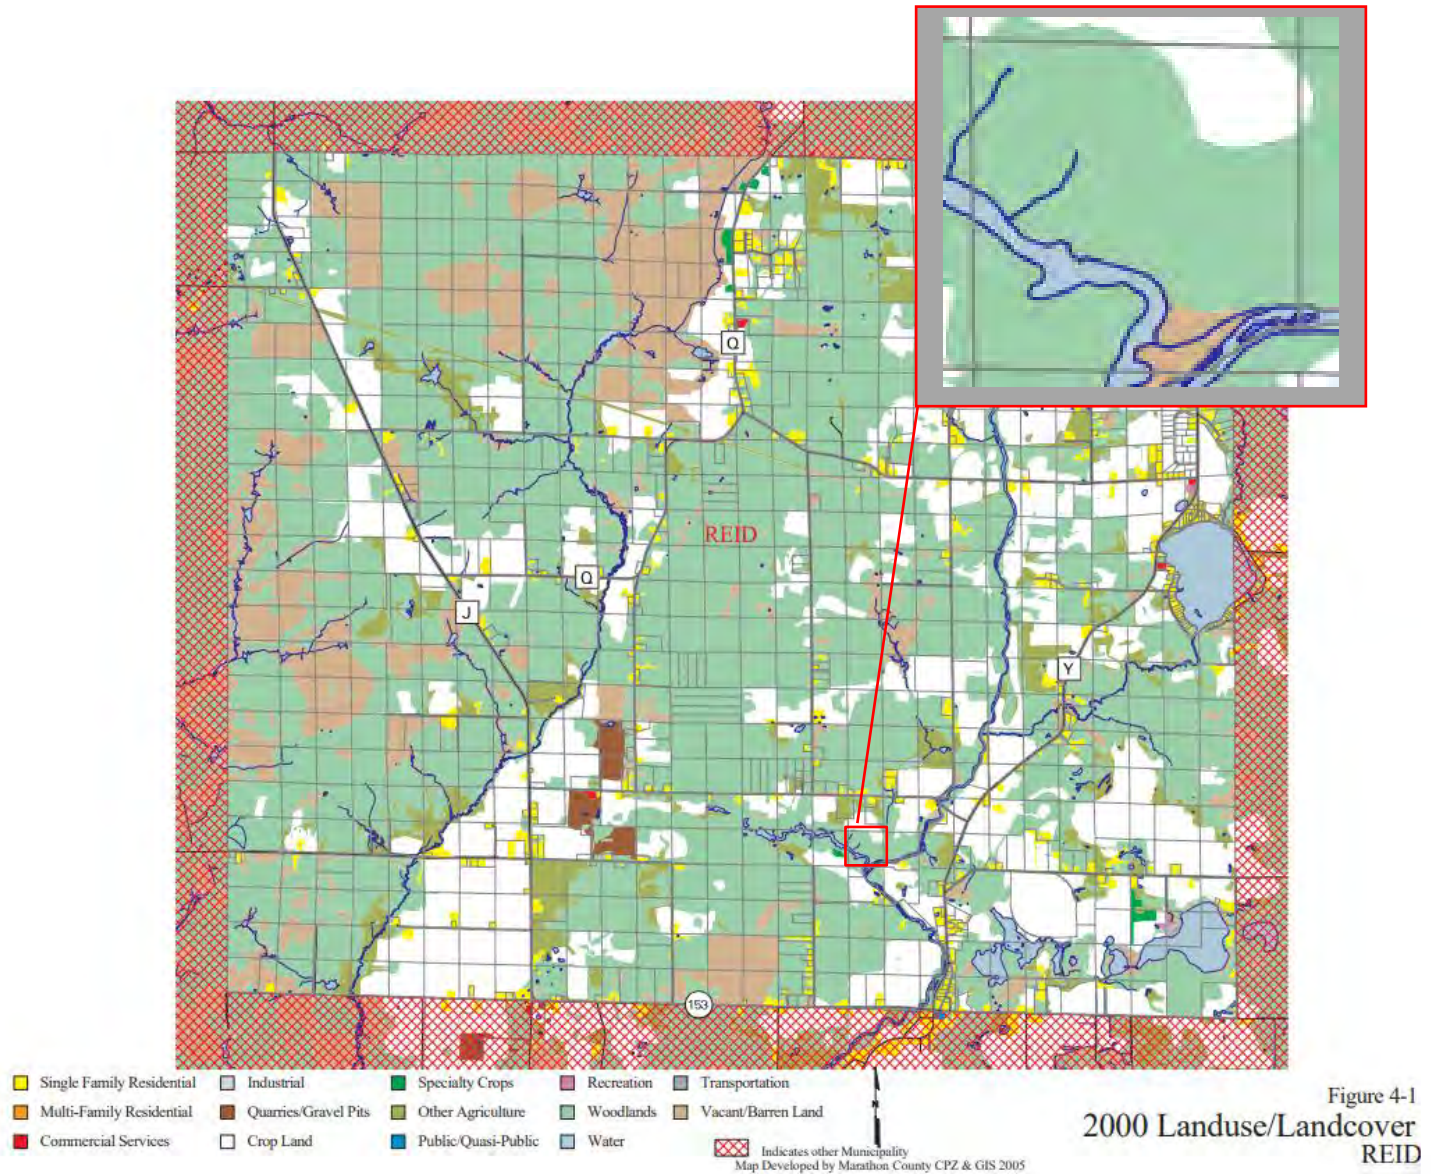 Q
REID
Q
J
Y
153
Single Family Residential
Industrial
Specialty Crops
Recreation
Transportation
Multi-Family Residential
Quarries/Gravel Pits
Other Agriculture
Woodlands
Vacant/Barren Land
Commercial Services
Crop Land
Public/Quasi-Public
Water
N
Indicates other Municipality
Map Developed by Marathon County CPZ & GIS 2005
Figure 4-1
2000 Landuse/Landcover
REID